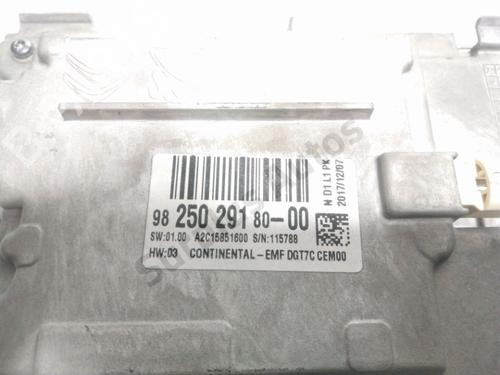 98 250 291 80-00
SW:01.00 A2C15851600 S/N:115788
HW:03 CONTINENTAL-EMF DGT7C CEM00
N D1 L1 PK
2017/12/07